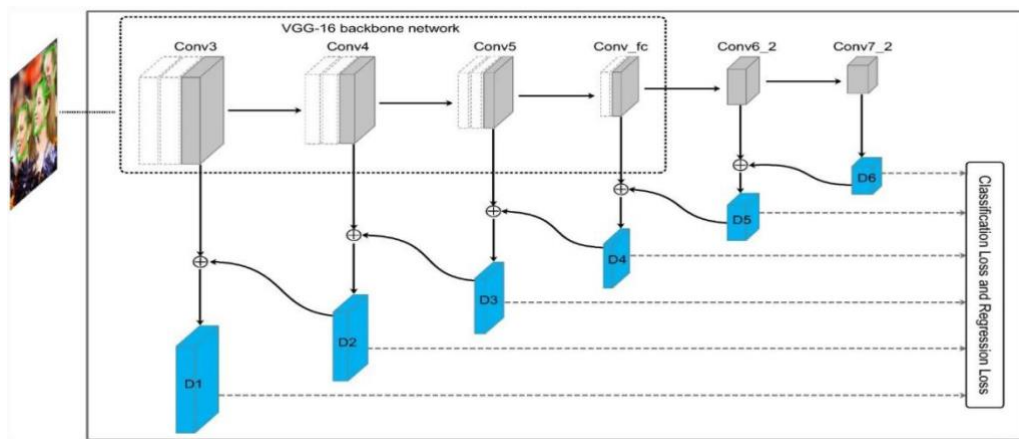 VGG-16 backbone network
Conv3
Conv4
Conv5
Conv_fc
Conv6_2
Conv7_2
D6
D5
D4
D3
D2
D1
Classification Loss and Regression Loss